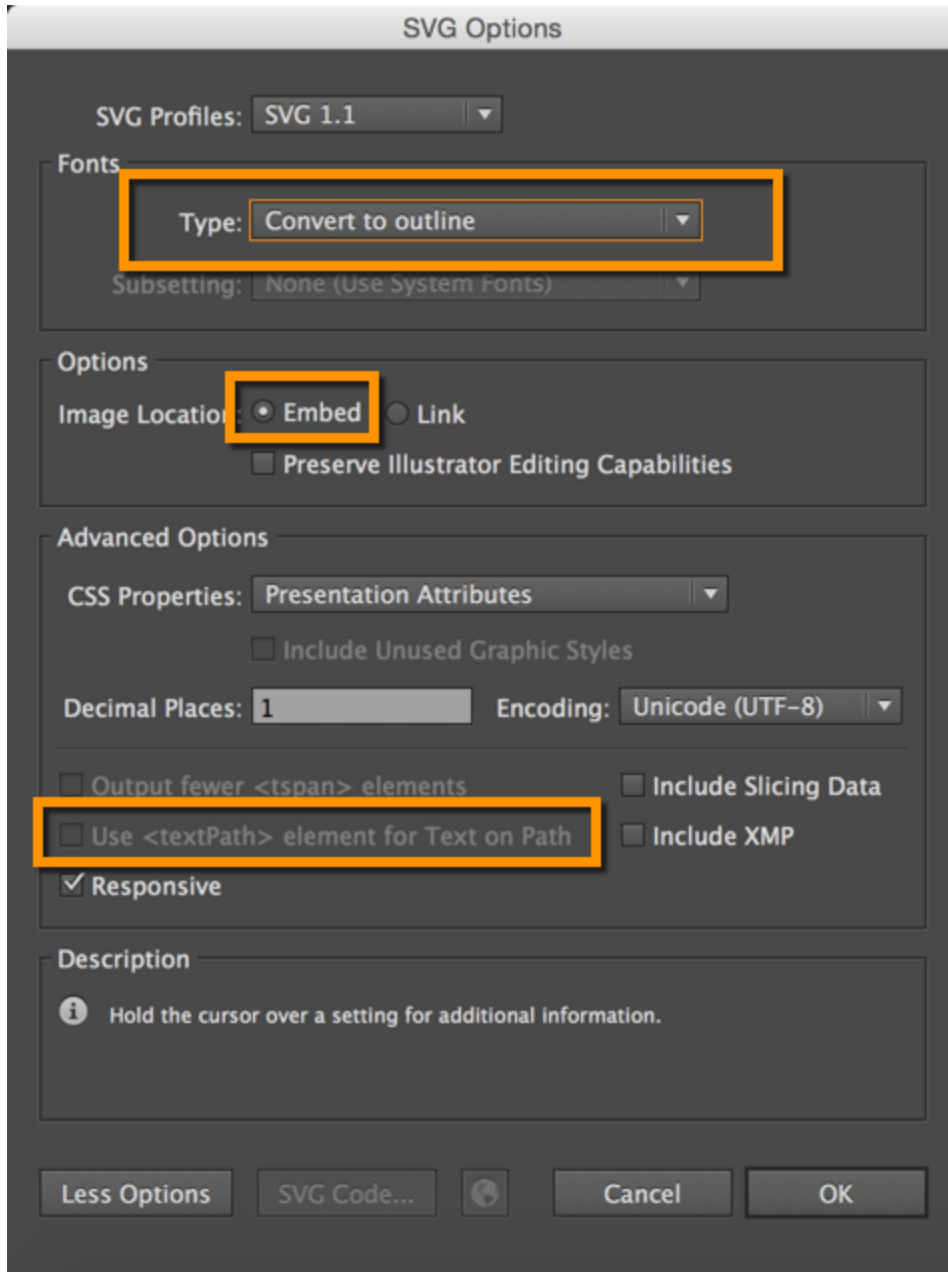 SVG Options
SVG Profiles: SVG 1.1
Fonts
Type: Convert to outline
Subsetting: None (Use System Fonts)
Options
Image Location: Embed Link
Preserve Illustrator Editing Capabilities
Advanced Options
CSS Properties: Presentation Attributes
Include Unused Graphic Styles
Decimal Places: 1 Encoding: Unicode (UTF-8)
Output fewer <tspan> elements Include Slicing Data
Use <textPath> element for Text on Path Include XMP
Responsive
Description
Hold the cursor over a setting for additional information.
Less Options SVG Code... Cancel OK